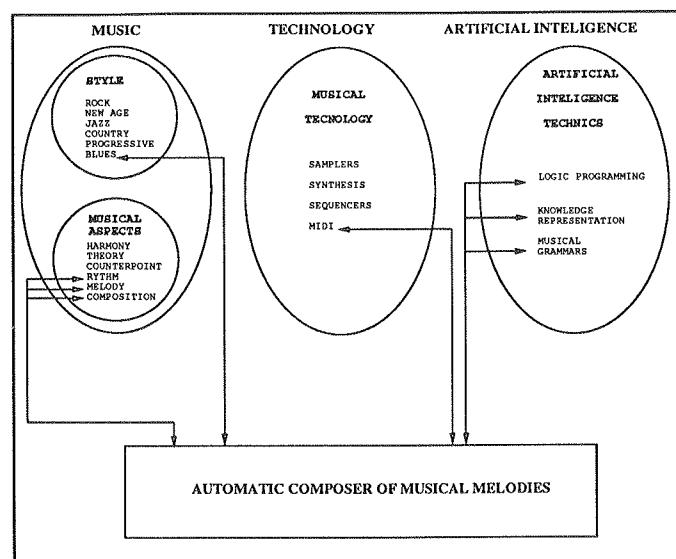 MUSIC
TECHNOLOGY
ARTIFICIAL INTELIGENCE
STYLE
ROCK
NEW AGE
JAZZ
COUNTRY
PROGRESSIVE
BLUES
MUSICAL
ASPECTS
HARMONY
THEORY
COUNTERPOINT
RYTHM
MELODY
COMPOSITION
MUSICAL
TECNOLOGY
SAMPLERS
SYNTHESIS
SEQUENCERS
MIDI
ARTIFICIAL
INTELIGENCE
TECHNICS
LOGIC PROGRAMMING
KNOWLEDGE
REPRESENTATION
MUSICAL
GRAMMARS
AUTOMATIC COMPOSER OF MUSICAL MELODIES